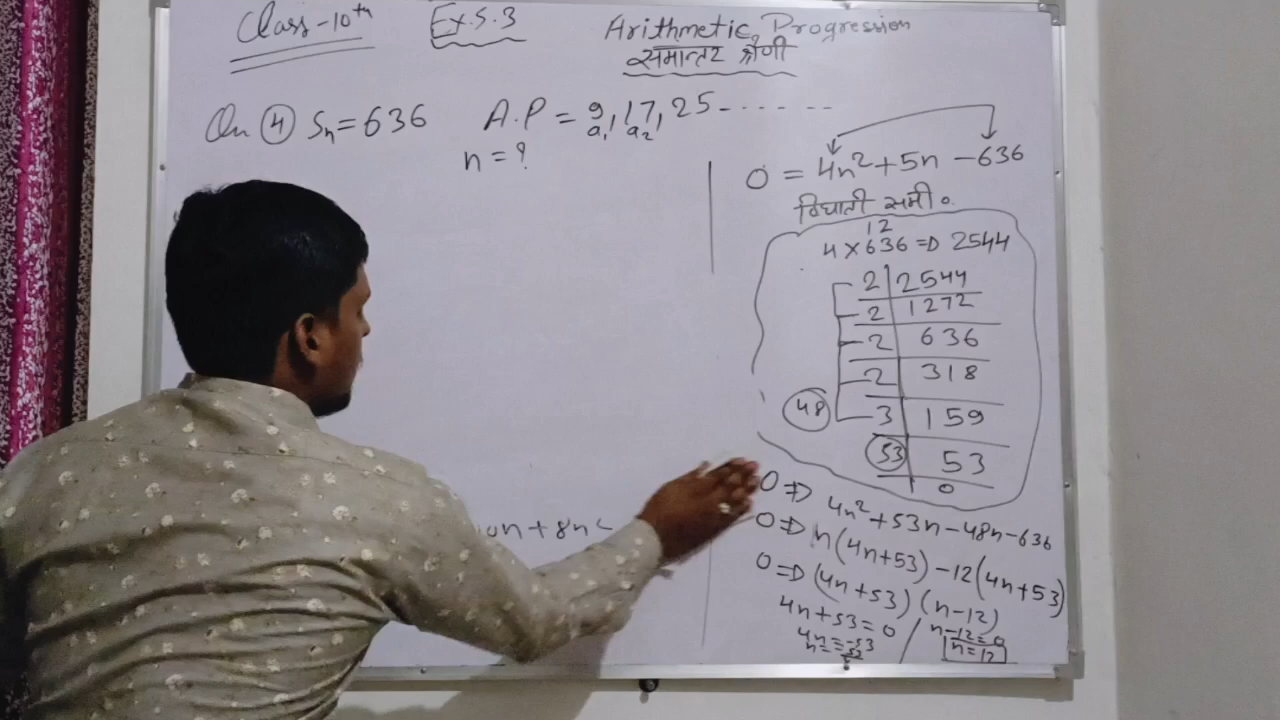 Class-10th Ex.5.3 Arithmetic Progression
समान्तर श्रेणी
Qn ④ Sn=636 A.P = 9, 17, 25 - - - - - - -
a₁ a₂
n = ?
0 = 4n² + 5n - 636
समी०
12
4 × 636 ⇒ 2544
2 | 2544
2 | 1272
2 | 636
2 | 318
48 3 | 159
53 | 53
0
0 ⇒ 4n² + 53n - 48n - 636
0 ⇒ n(4n+53) - 12(4n+53)
0 ⇒ (4n+53) (n-12)
4n+53 = 0 / n-12 = 0
4n = -53 n = 12
n + 8n